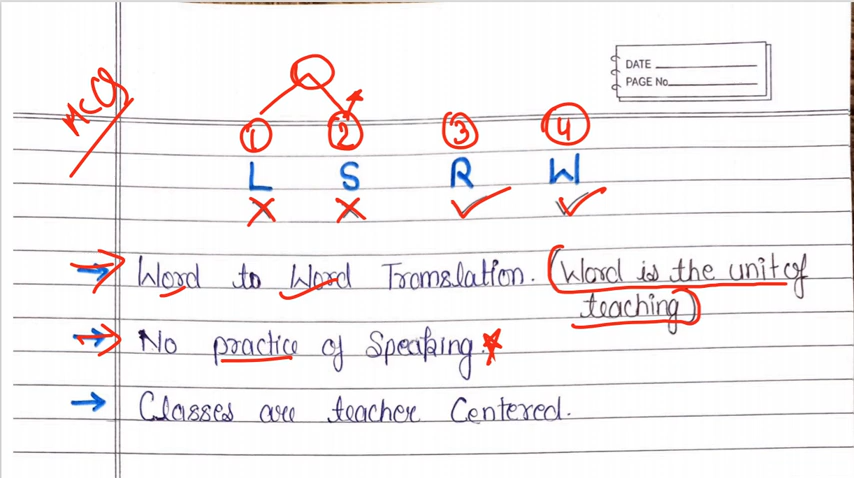 DATE
PAGE No.
MCQ
1 2 3 4
L S R W
Word to Word Translation. (Word is the unit of
teaching)
No practice of Speaking.
Classes are teacher Centered.